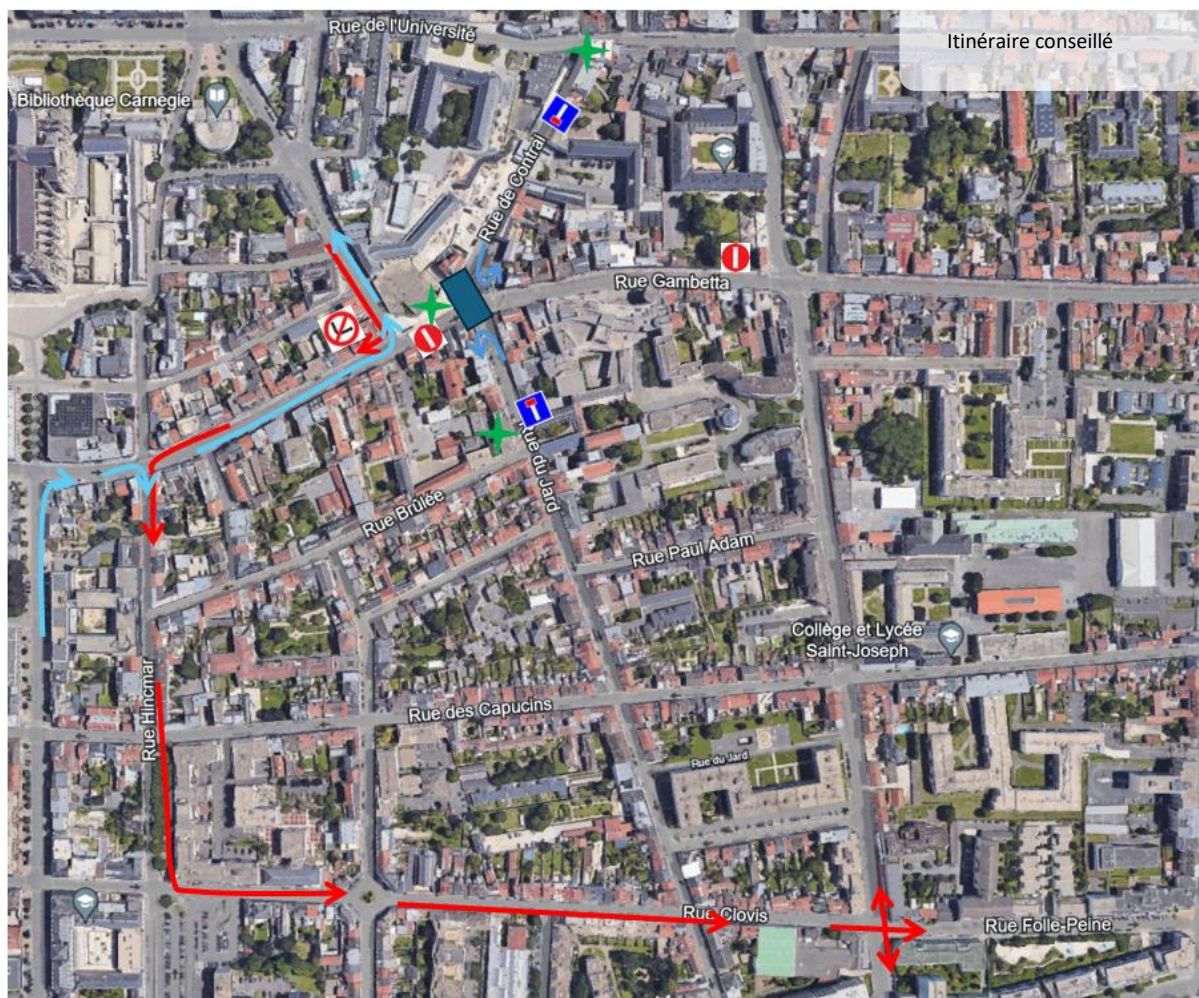 Rue de l'Université
Itinéraire conseillé
Bibliothèque Carnegie
Rue de Contrai
Rue Gambetta
Rue du Jard
Rue Brûlée
Rue Paul Adam
Collège et Lycée
Saint-Joseph
Rue Hincmar
Rue des Capucins
Rue du Jard
Rue Clovis
Rue Folle-Peine